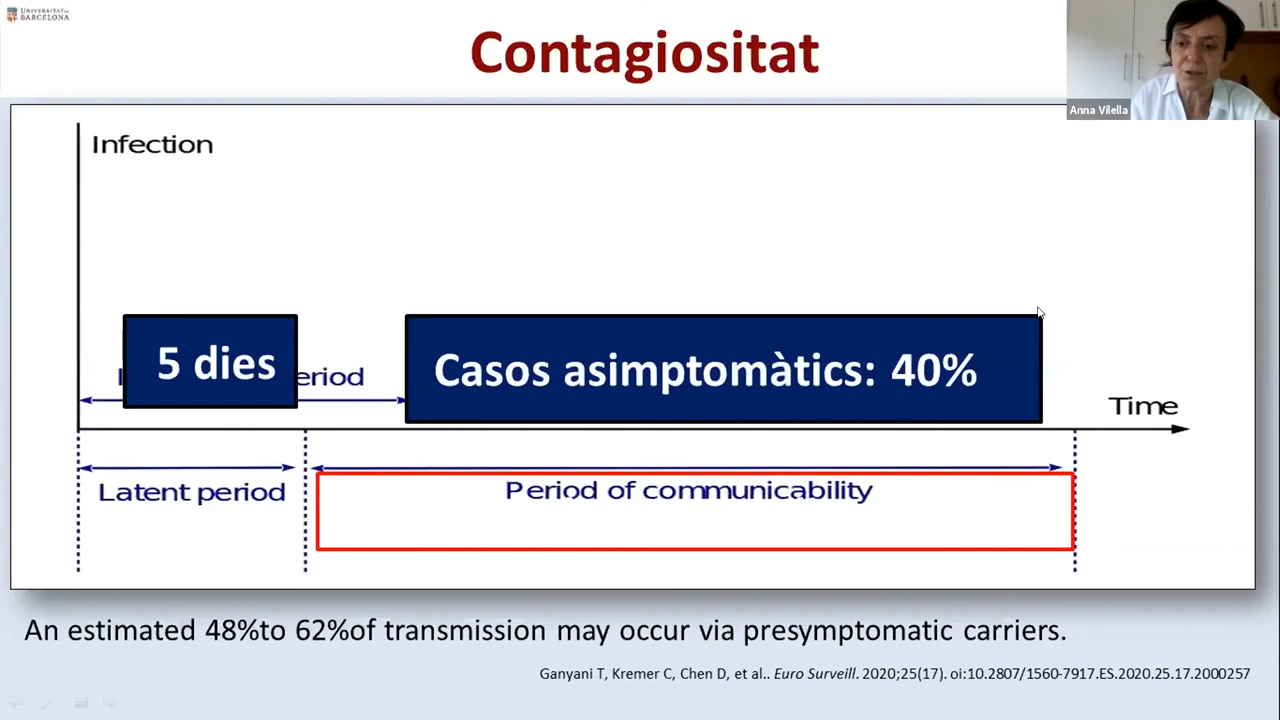 UNIVERSITAT DE
BARCELONA
Contagiositat
Anna Vilella
Infection
5 dies
eriod
Casos asimptomàtics: 40%
Time
Latent period
Period of communicability
An estimated 48%to 62%of transmission may occur via presymptomatic carriers.
Ganyani T, Kremer C, Chen D, et al.. Euro Surveill. 2020;25(17). oi:10.2807/1560-7917.ES.2020.25.17.2000257